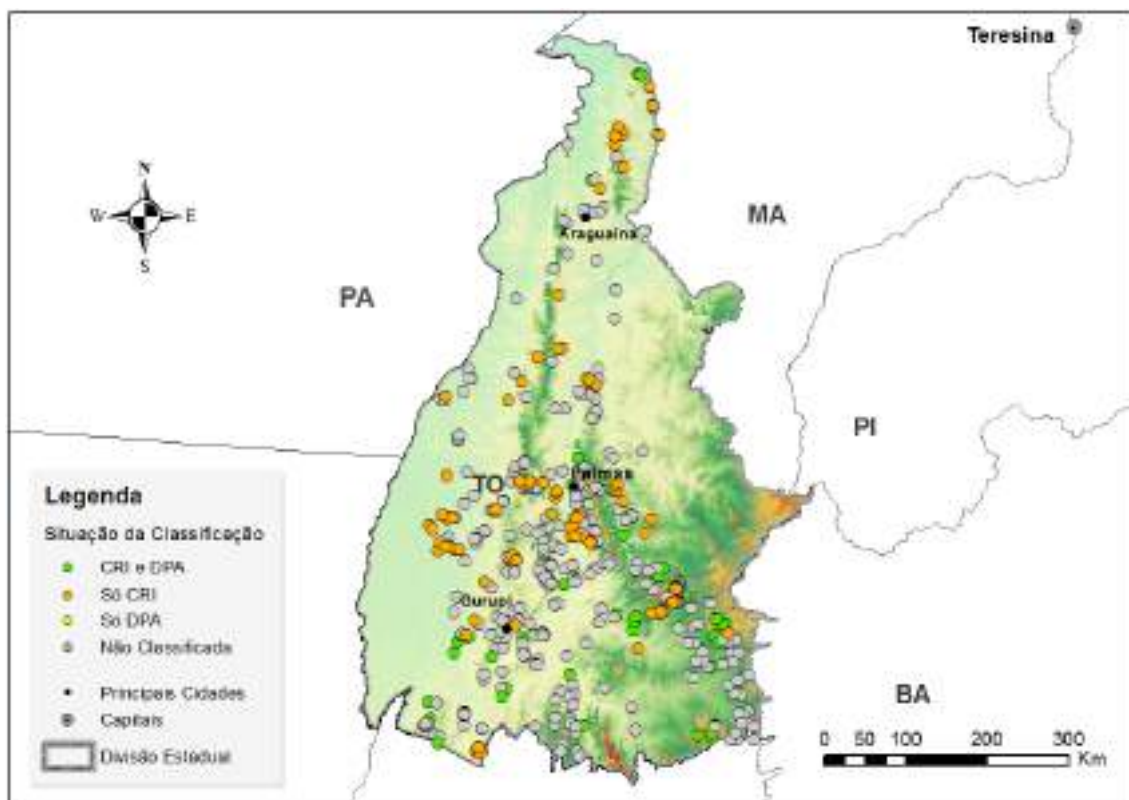 Teresina
N
W E
S
MA
Araguaina
PA
PI
TO
Palmas
Gurupi
BA
Legenda
Situação da Classificação
CRI e DPA
Só CRI
Só DPA
Não Classificada
Principais Cidades
Capitais
Divisão Estadual
0 50 100 200 300
Km